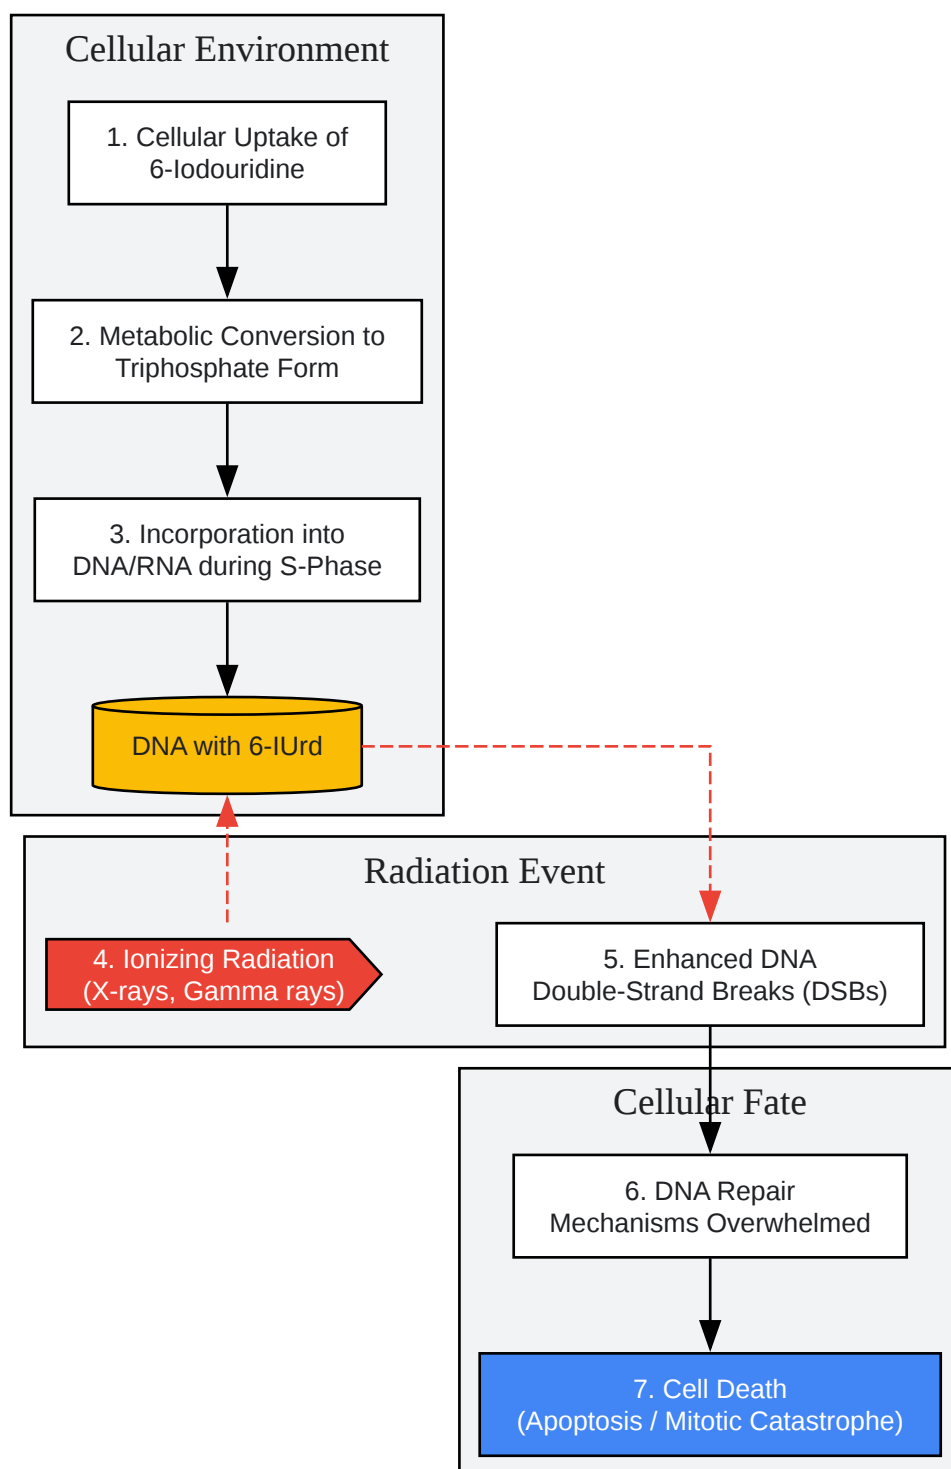 Cellular Environment
1. Cellular Uptake of
6-Iodouridine
2. Metabolic Conversion to
Triphosphate Form
3. Incorporation into
DNA/RNA during S-Phase
DNA with 6-IUrd
Radiation Event
4. Ionizing Radiation
(X-rays, Gamma rays)
5. Enhanced DNA
Double-Strand Breaks (DSBs)
Cellular Fate
6. DNA Repair
Mechanisms Overwhelmed
7. Cell Death
(Apoptosis / Mitotic Catastrophe)